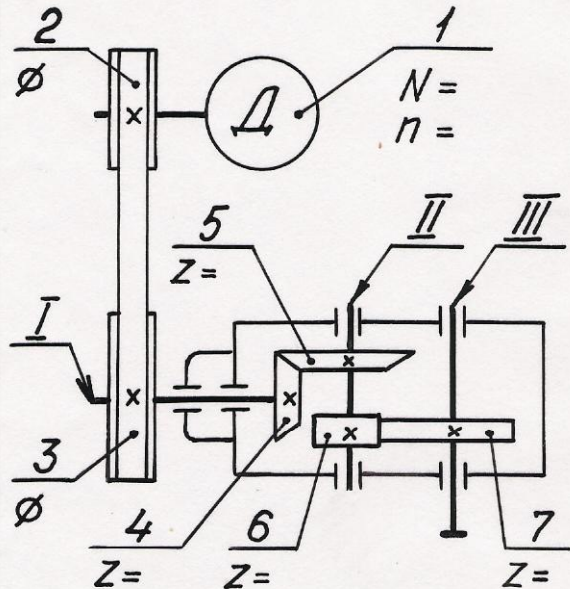 2
Ø
1
N =
n =
Д
5
Z =
II
III
I
3
Ø
4
Z =
6
Z =
7
Z =